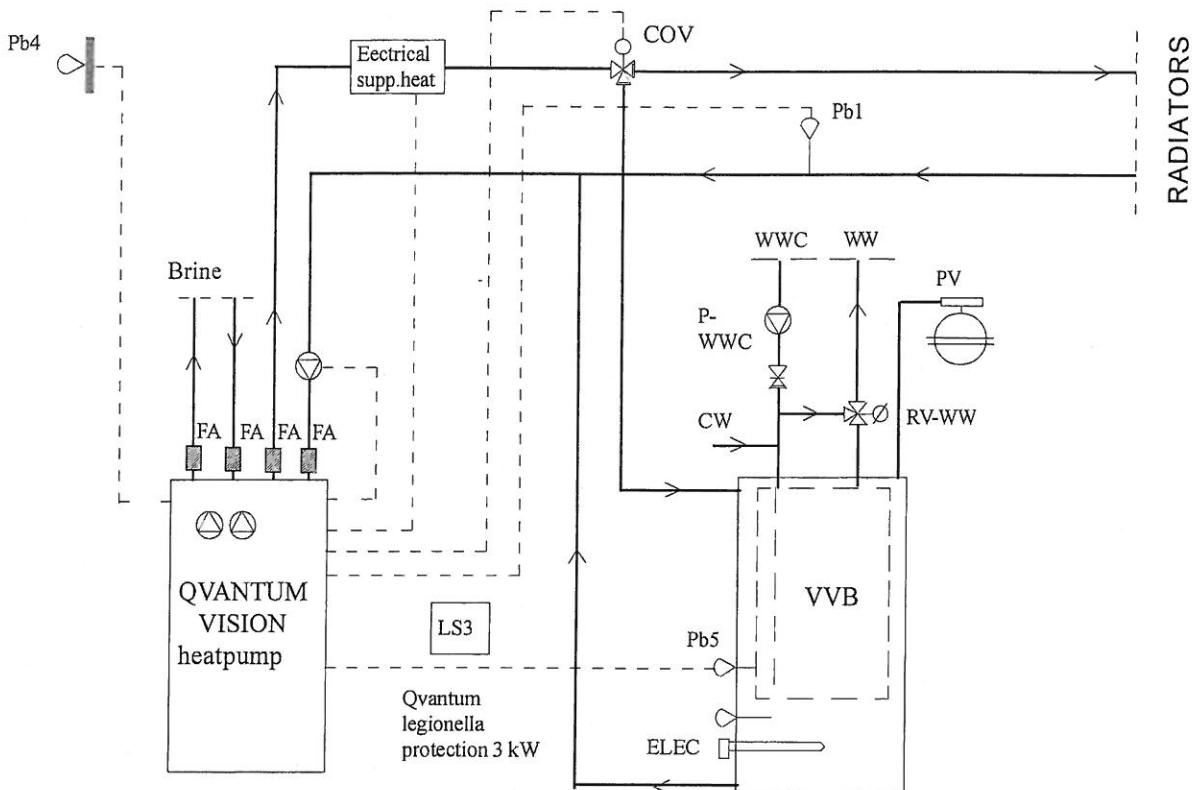 Pb4
Eectrical
supp.heat
COV
Pb1
RADIATORS
WWC
WW
PV
Brine
P-
WWC
FA
FA
FA
FA
CW
RV-WW
QVANTUM
VISION
heatpump
VVB
LS3
Pb5
Qvantum
legionella
protection 3 kW
ELEC